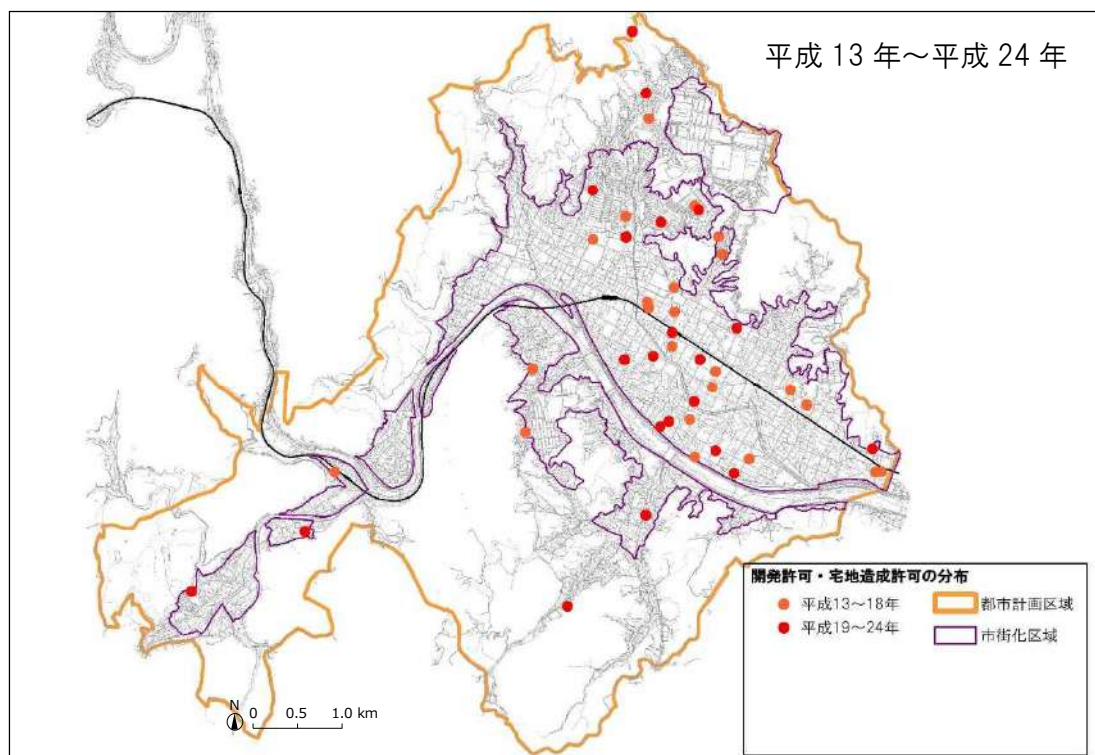 平成 13 年～平成 24 年
開発許可・宅地造成許可の分布
平成13～18年
都市計画区域
平成19～24年
市街化区域
N
0 0.5 1.0 km